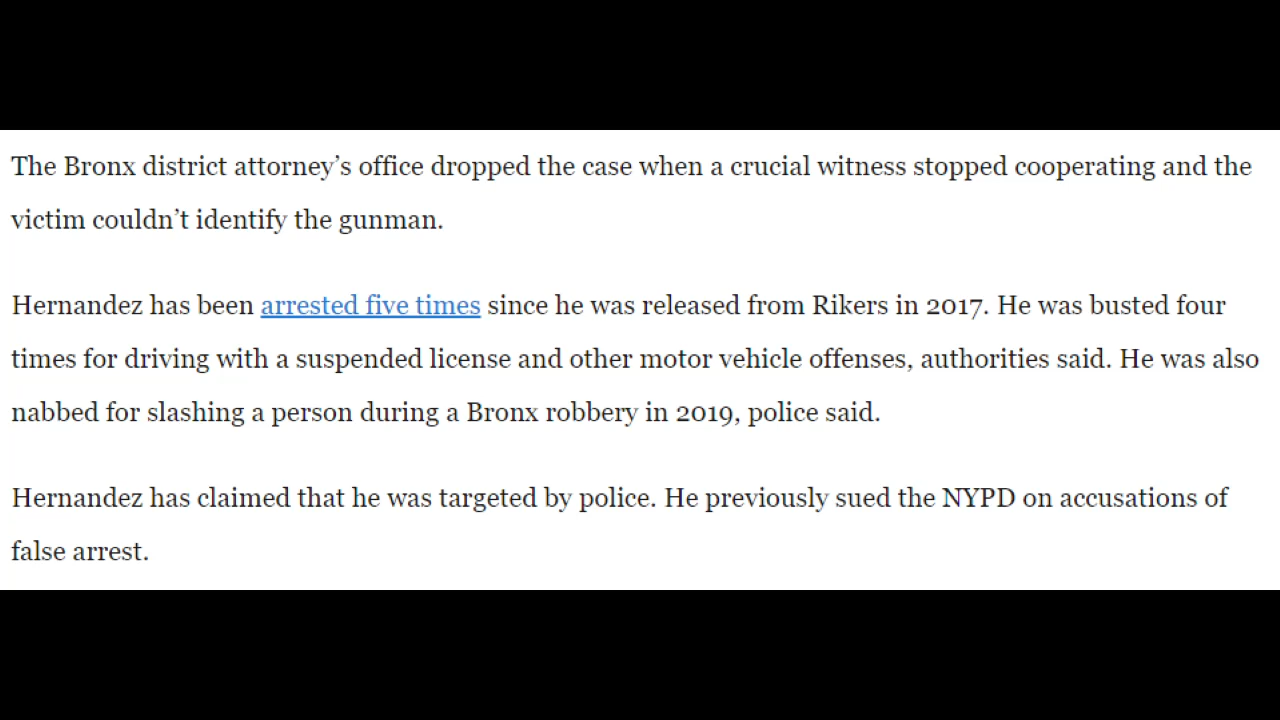 The Bronx district attorney’s office dropped the case when a crucial witness stopped cooperating and the
victim couldn’t identify the gunman.
Hernandez has been arrested five times since he was released from Rikers in 2017. He was busted four
times for driving with a suspended license and other motor vehicle offenses, authorities said. He was also
nabbed for slashing a person during a Bronx robbery in 2019, police said.
Hernandez has claimed that he was targeted by police. He previously sued the NYPD on accusations of
false arrest.